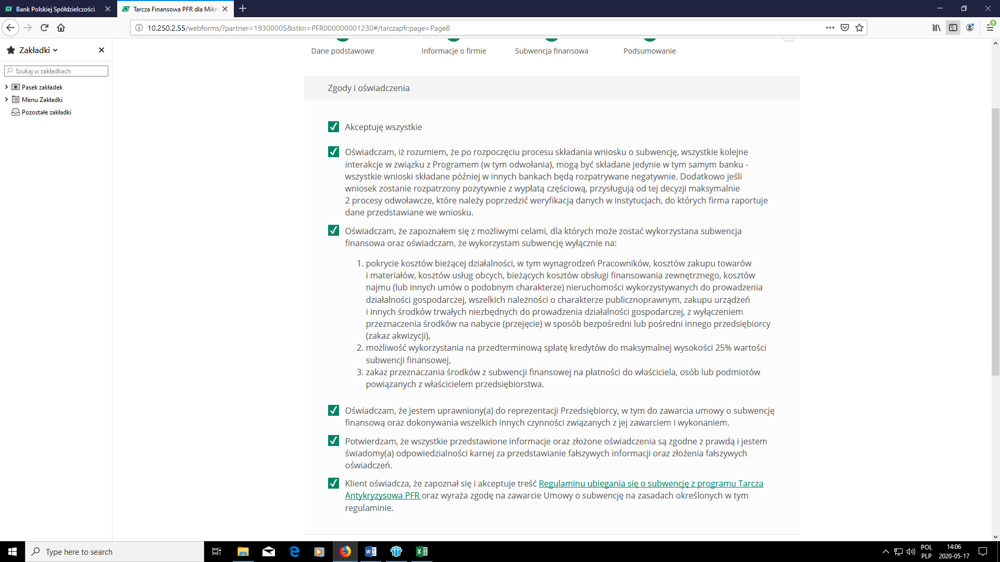 Bank Polskiej Spółdzielczości
Tarcza Finansowa PFR dla Mikro
10.250.2.55/webforms/?partner=19300005&stkn=PFR000000001230#/tarczapfr;page=Page8
Zakładki
Szukaj w zakładkach
Pasek zakładek
Menu Zakładki
Pozostałe zakładki
Dane podstawowe
Informacje o firmie
Subwencja finansowa
Podsumowanie
Zgody i oświadczenia
Akceptuję wszystkie
Oświadczam, iż rozumiem, że po rozpoczęciu procesu składania wniosku o subwencję, wszystkie kolejne
interakcje w związku z Programem (w tym odwołania), mogą być składane jedynie w tym samym banku -
wszystkie wnioski składane później w innych bankach będą rozpatrywane negatywnie. Dodatkowo jeśli
wniosek zostanie rozpatrzony pozytywnie z wypłatą częściową, przysługują od tej decyzji maksymalnie
2 procesy odwoławcze, które należy poprzedzić weryfikacją danych w instytucjach, do których firma raportuje
dane przedstawiane we wniosku.
Oświadczam, że zapoznałem się z możliwymi celami, dla których może zostać wykorzystana subwencja
finansowa oraz oświadczam, że wykorzystam subwencję wyłącznie na:
1. pokrycie kosztów bieżącej działalności, w tym wynagrodzeń Pracowników, kosztów zakupu towarów
i materiałów, kosztów usług obcych, bieżących kosztów obsługi finansowania zewnętrznego, kosztów
najmu (lub innych umów o podobnym charakterze) nieruchomości wykorzystywanych do prowadzenia
działalności gospodarczej, wszelkich należności o charakterze publicznoprawnym, zakupu urządzeń
i innych środków trwałych niezbędnych do prowadzenia działalności gospodarczej, z wyłączeniem
przeznaczenia środków na nabycie (przejęcie) w sposób bezpośredni lub pośredni innego przedsiębiorcy
(zakaz akwizycji),
2. możliwość wykorzystania na przedterminową spłatę kredytów do maksymalnej wysokości 25% wartości
subwencji finansowej,
3. zakaz przeznaczania środków z subwencji finansowej na płatności do właściciela, osób lub podmiotów
powiązanych z właścicielem przedsiębiorstwa.
Oświadczam, że jestem uprawniony(a) do reprezentacji Przedsiębiorcy, w tym do zawarcia umowy o subwencję
finansową oraz dokonywania wszelkich innych czynności związanych z jej zawarciem i wykonaniem.
Potwierdzam, że wszystkie przedstawione informacje oraz złożone oświadczenia są zgodne z prawdą i jestem
świadomy(a) odpowiedzialności karnej za przedstawianie fałszywych informacji oraz złożenia fałszywych
oświadczeń.
Klient oświadcza, że zapoznał się i akceptuje treść Regulaminu ubiegania się o subwencję z programu Tarcza
Antykryzysowa PFR oraz wyraża zgodę na zawarcie Umowy o subwencję na zasadach określonych w tym
regulaminie.
Type here to search
POL
PLP
14:06
2020-05-17